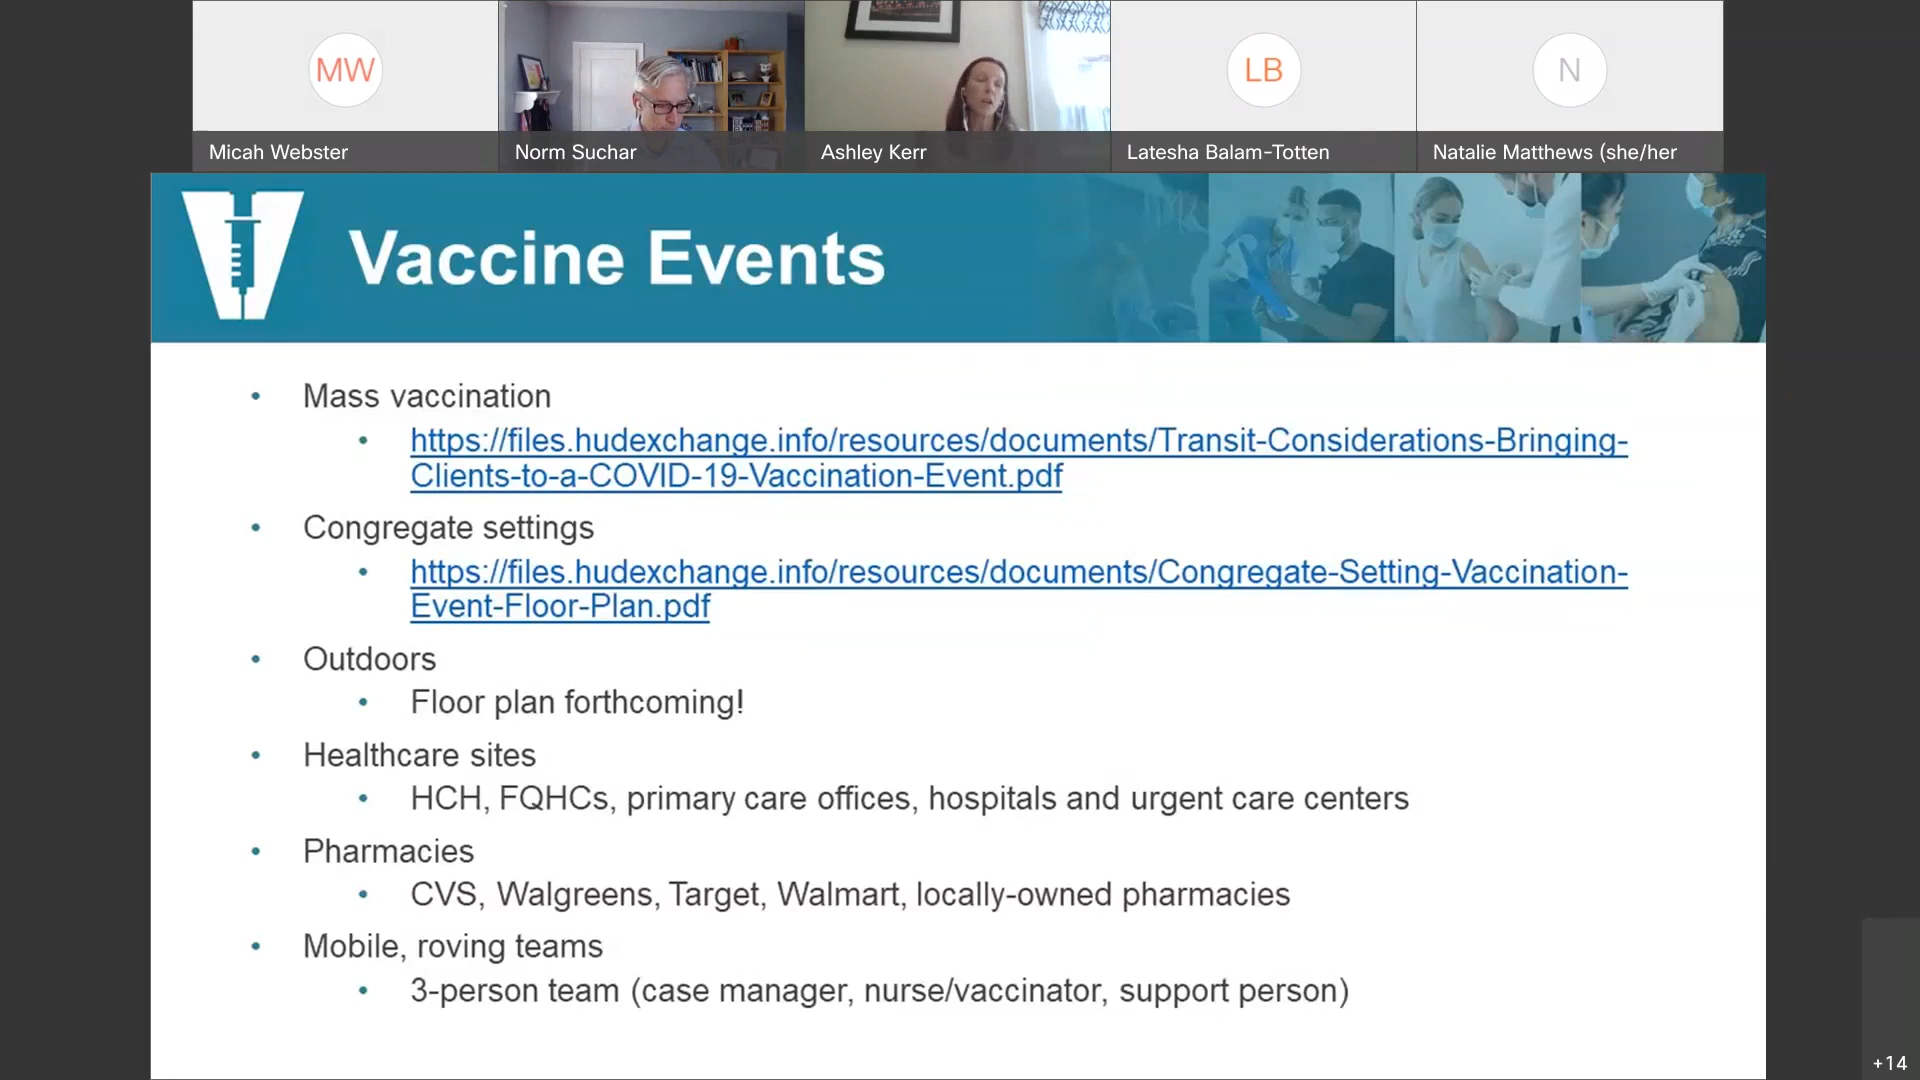 MW
LB
N
Micah Webster
Norm Suchar
Ashley Kerr
Latesha Balam-Totten
Natalie Matthews (she/her
Vaccine Events
• Mass vaccination
• https://files.hudexchange.info/resources/documents/Transit-Considerations-Bringing-
Clients-to-a-COVID-19-Vaccination-Event.pdf
• Congregate settings
• https://files.hudexchange.info/resources/documents/Congregate-Setting-Vaccination-
Event-Floor-Plan.pdf
• Outdoors
• Floor plan forthcoming!
• Healthcare sites
• HCH, FQHCs, primary care offices, hospitals and urgent care centers
• Pharmacies
• CVS, Walgreens, Target, Walmart, locally-owned pharmacies
• Mobile, roving teams
• 3-person team (case manager, nurse/vaccinator, support person)
+14